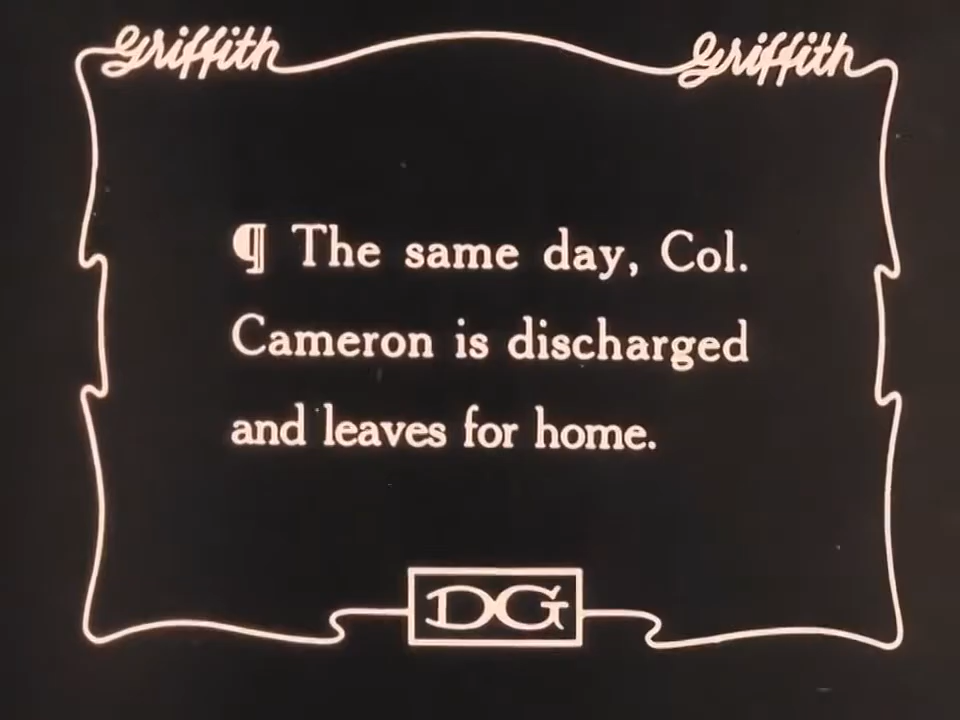 Griffith Griffith
¶ The same day, Col.
Cameron is discharged
and leaves for home.
DG